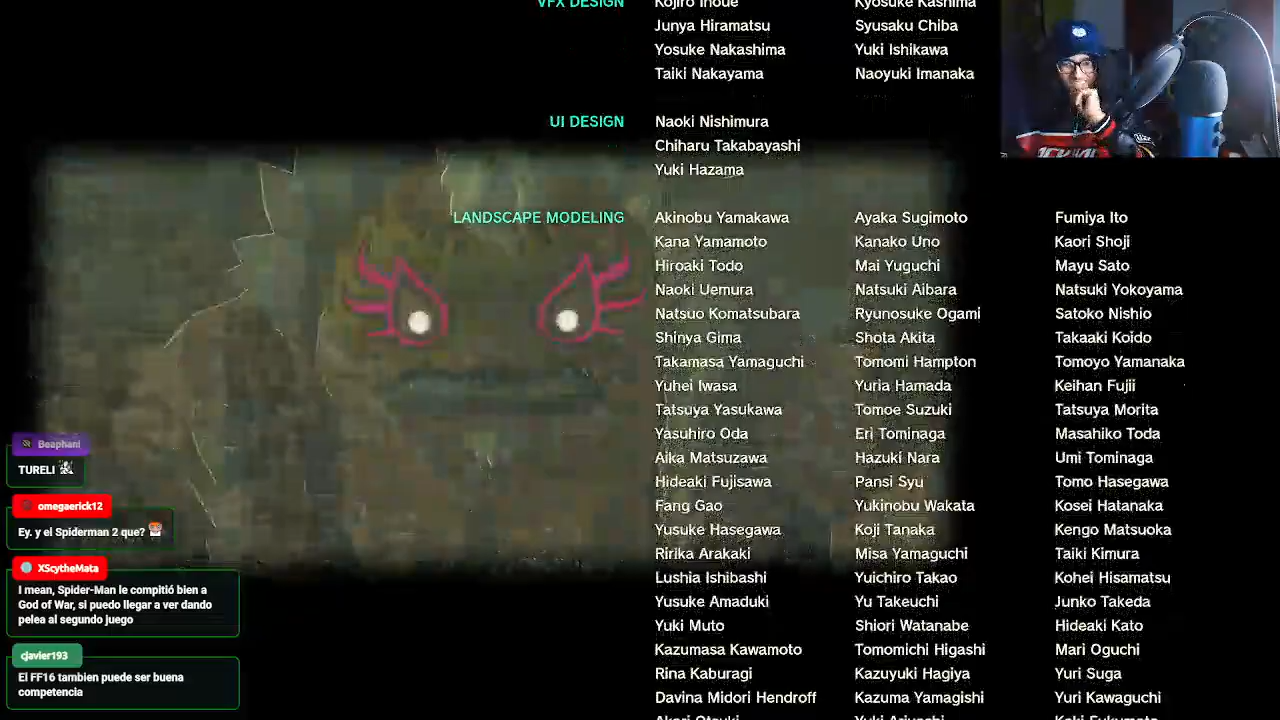 VFX DESIGN Kojiro Inoue Kyosuke Kashima
Junya Hiramatsu Syusaku Chiba
Yosuke Nakashima Yuki Ishikawa
Taiki Nakayama Naoyuki Imanaka
UI DESIGN Naoki Nishimura
Chiharu Takabayashi
Yuki Hazama
LANDSCAPE MODELING Akinobu Yamakawa Ayaka Sugimoto Fumiya Ito
Kana Yamamoto Kanako Uno Kaori Shoji
Hiroaki Todo Mai Yuguchi Mayu Sato
Naoki Uemura Natsuki Aibara Natsuki Yokoyama
Natsuo Komatsubara Ryunosuke Ogami Satoko Nishio
Shinya Gima Shota Akita Takaaki Koido
Takamasa Yamaguchi Tomomi Hampton Tomoyo Yamanaka
Yuhei Iwasa Yuria Hamada Keihan Fujii
Tatsuya Yasukawa Tomoe Suzuki Tatsuya Morita
Yasuhiro Oda Eri Tominaga Masahiko Toda
Aika Matsuzawa Hazuki Nara Umi Tominaga
Hideaki Fujisawa Pansi Syu Tomo Hasegawa
Fang Gao Yukinobu Wakata Kosei Hatanaka
Yusuke Hasegawa Koji Tanaka Kengo Matsuoka
Ririka Arakaki Misa Yamaguchi Taiki Kimura
Lushia Ishibashi Yuichiro Takao Kohei Hisamatsu
Yusuke Amaduki Yu Takeuchi Junko Takeda
Yuki Muto Shiori Watanabe Hideaki Kato
Kazumasa Kawamoto Tomomichi Higashi Mari Oguchi
Rina Kaburagi Kazuyuki Hagiya Yuri Suga
Davina Midori Hendroff Kazuma Yamagishi Yuri Kawaguchi
Beaphani
TURELI
omegaerick12
Ey. y el Spiderman 2 que?
XScytheMata
I mean, Spider-Man le compitió bien a
God of War, si puedo llegar a ver dando
pelea al segundo juego
cjavier193
El FF16 tambien puede ser buena
competencia